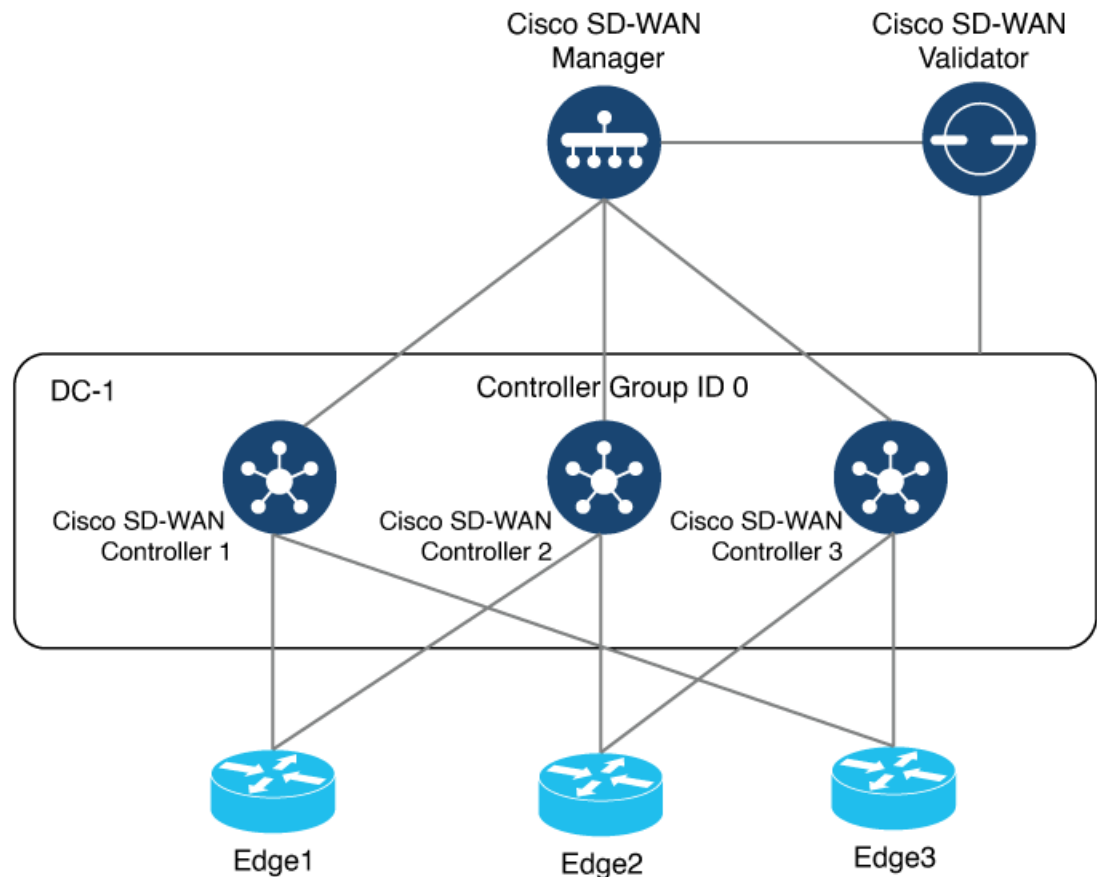 Cisco SD-WAN
Manager
Cisco SD-WAN
Validator
DC-1
Controller Group ID 0
Cisco SD-WAN
Controller 1
Cisco SD-WAN
Controller 2
Cisco SD-WAN
Controller 3
Edge1
Edge2
Edge3